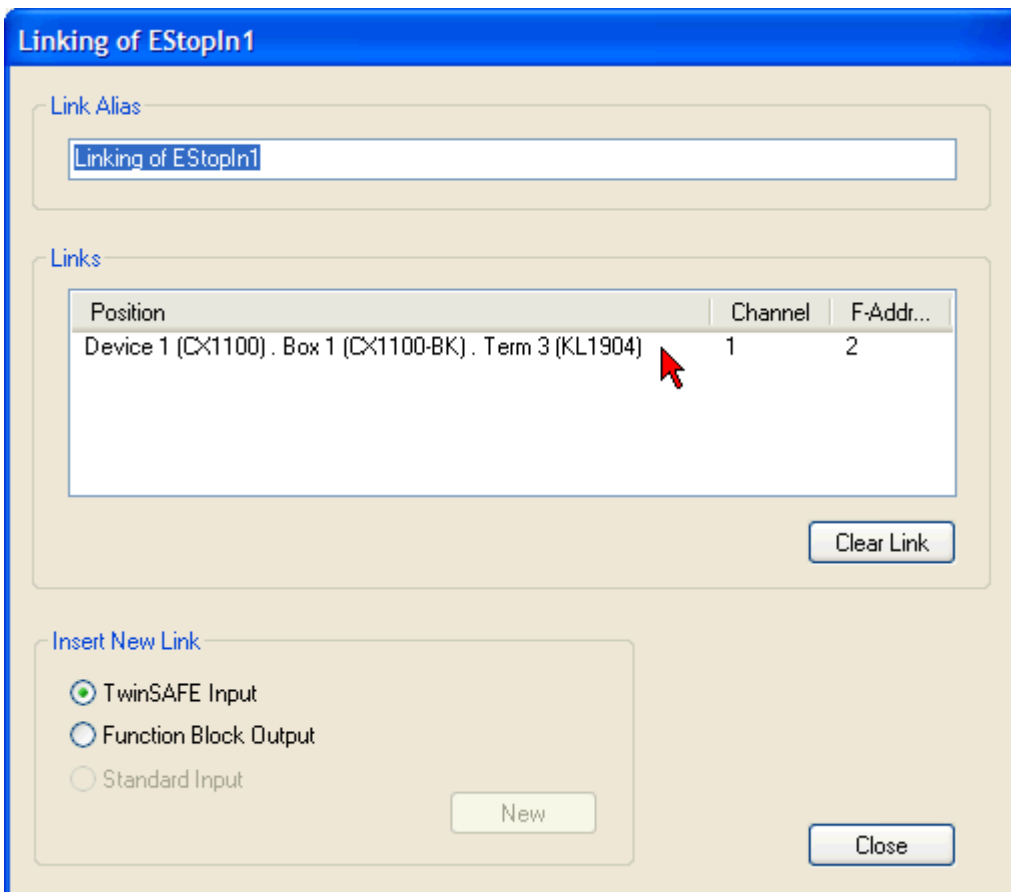 Linking of EStopIn1
Link Alias
Linking of EStopIn1
Links
Position Channel F-Addr...
Device 1 (CX1100) . Box 1 (CX1100-BK) . Term 3 (KL1904) 1 2
Clear Link
Insert New Link
TwinSAFE Input
Function Block Output
Standard Input
New
Close